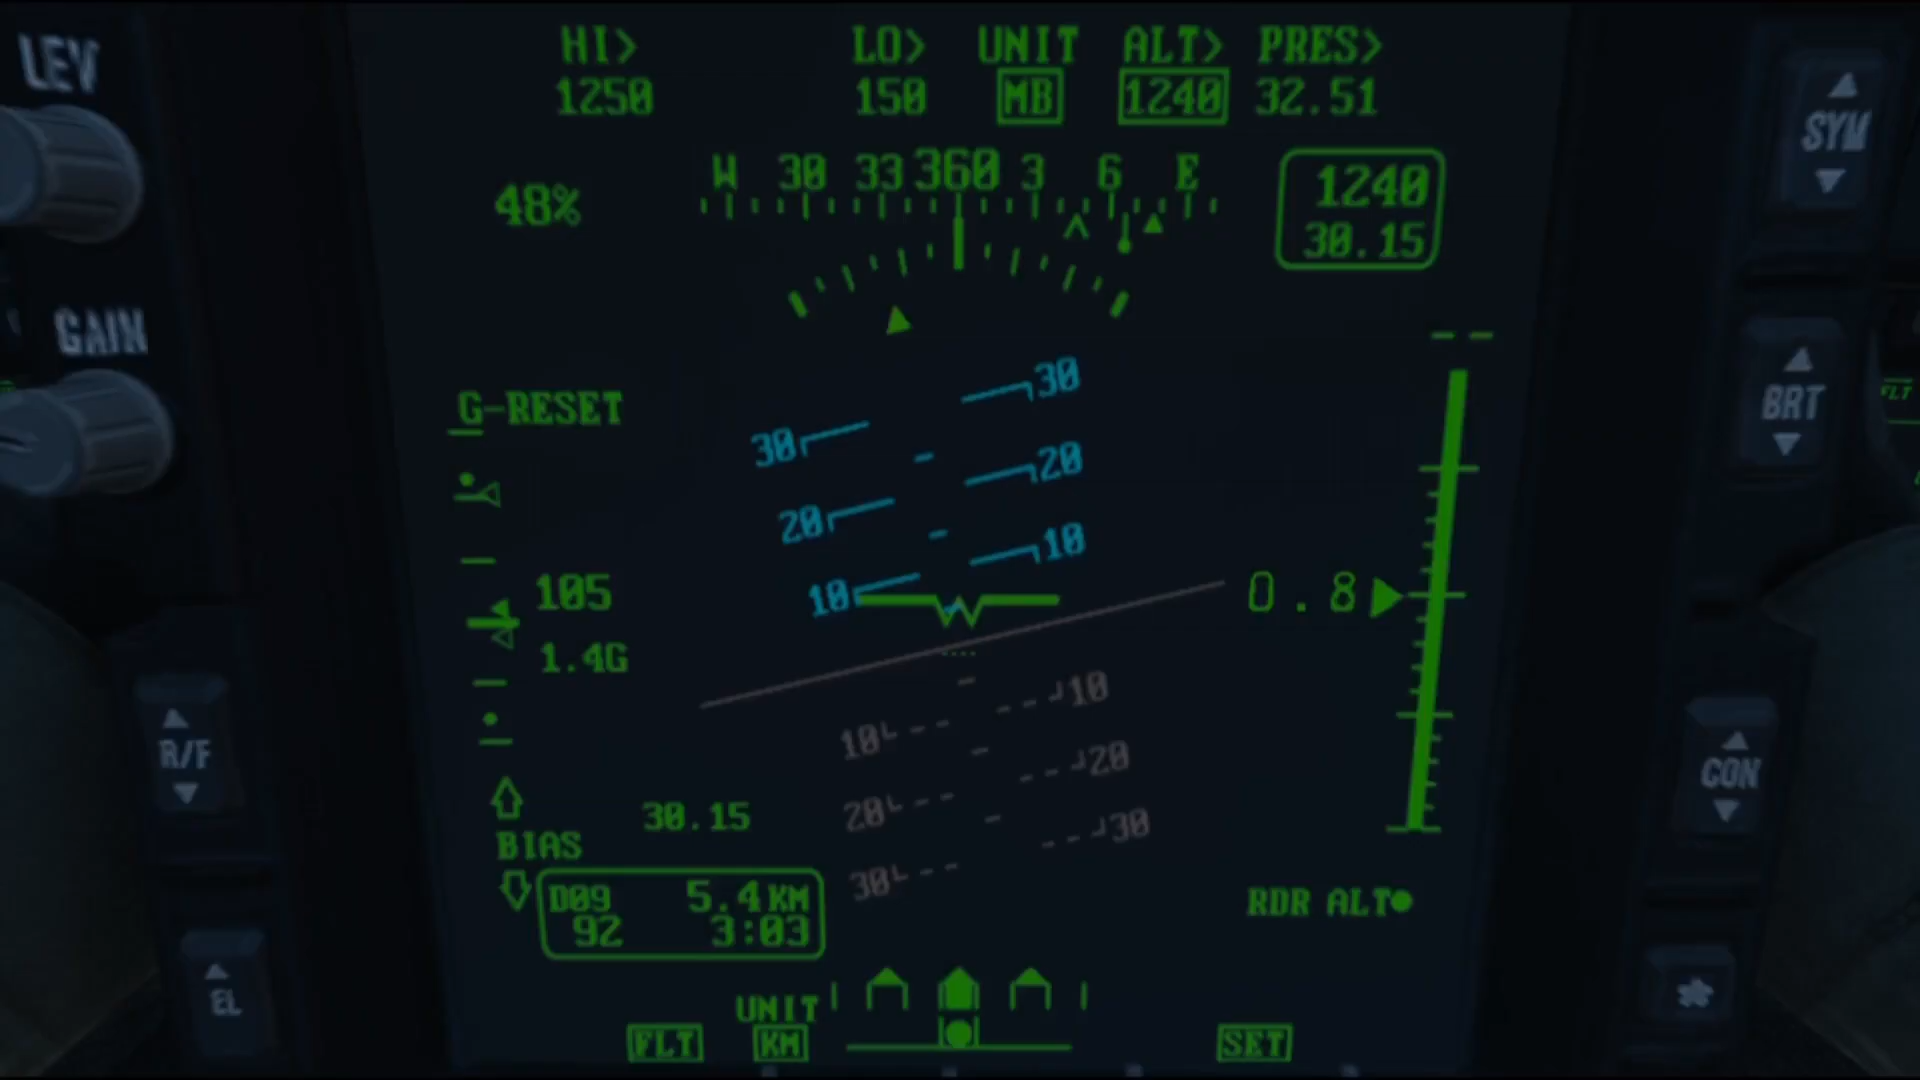 LEV
HI> LO> UNIT ALT> PRES>
1250 150 MB 1240 32.51
SYM
W 30 33 360 3 6 E
1240
48%
30.15
GAIN
30
G-RESET
30
BRT
FLT
20
20
10
10
105
0.8
1.4G
10
10
R/F
20
CON
20
30
30.15
BIAS
30
D09 5.4KM
92 3:03
RDR ALT
EL
UNIT
FLT KM SET